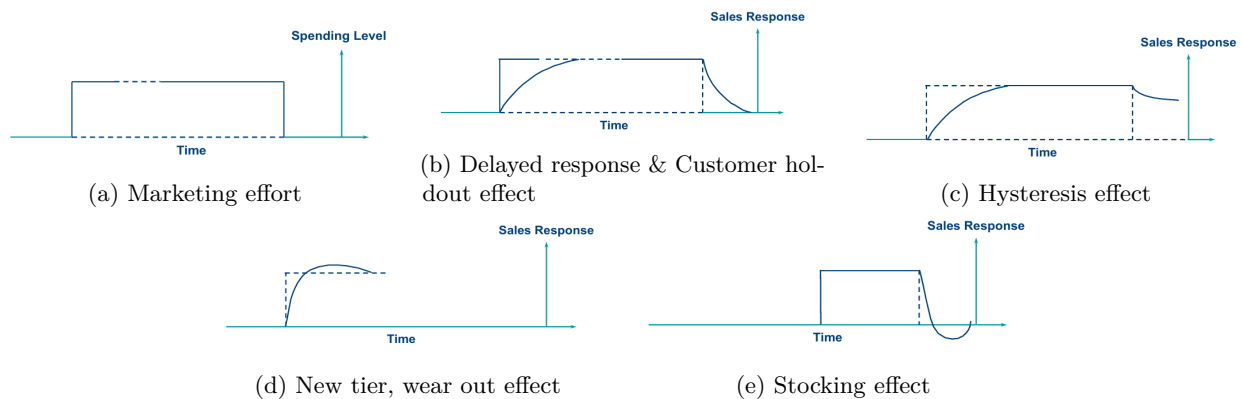 Spending Level
Time
(a) Marketing effort
Sales Response
Time
(b) Delayed response & Customer hol-
dout effect
Sales Response
Time
(c) Hysteresis effect
Sales Response
Time
(d) New tier, wear out effect
Sales Response
Time
(e) Stocking effect